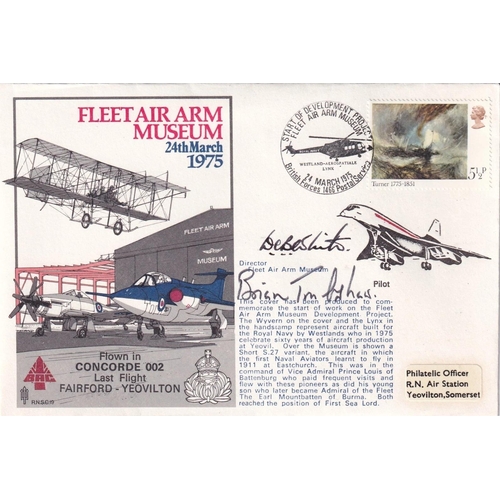 FLEET AIR ARM
MUSEUM
24th March
1975
START OF DEVELOPMENT PROJECT
FLEET AIR ARM MUSEUM
WESTLAND-AEROSPATIALE
LYNX
24 MARCH 1975
British Forces 1466 Postal Service
5½P
Turner 1775-1851
FLEET AIR ARM
MUSEUM
Director
Fleet Air Arm Museum
Pilot
Brian Trubshaw
This cover has been produced to com-
memorate the start of work on the Fleet
Air Arm Museum Development Project.
The Wyvern on the cover and the Lynx in
the handstamp represent aircraft built for
the Royal Navy by Westlands who in 1975
celebrate sixty years of aircraft production
at Yeovil. Over the Museum is shown a
Short S.27 variant, the aircraft in which the
first Naval Aviators learnt to fly in
1911 at Eastchurch. This was in the
command of Vice Admiral Prince Louis of
Battenburg who paid frequent visits and
flew with these pioneers as did his young
son who later became Admiral of the Fleet
The Earl Mountbatten of Burma. Both
reached the position of First Sea Lord.
Flown in
CONCORDE 002
Last Flight
FAIRFORD - YEOVILTON
BAC
Philatelic Officer
R.N. Air Station
Yeovilton, Somerset